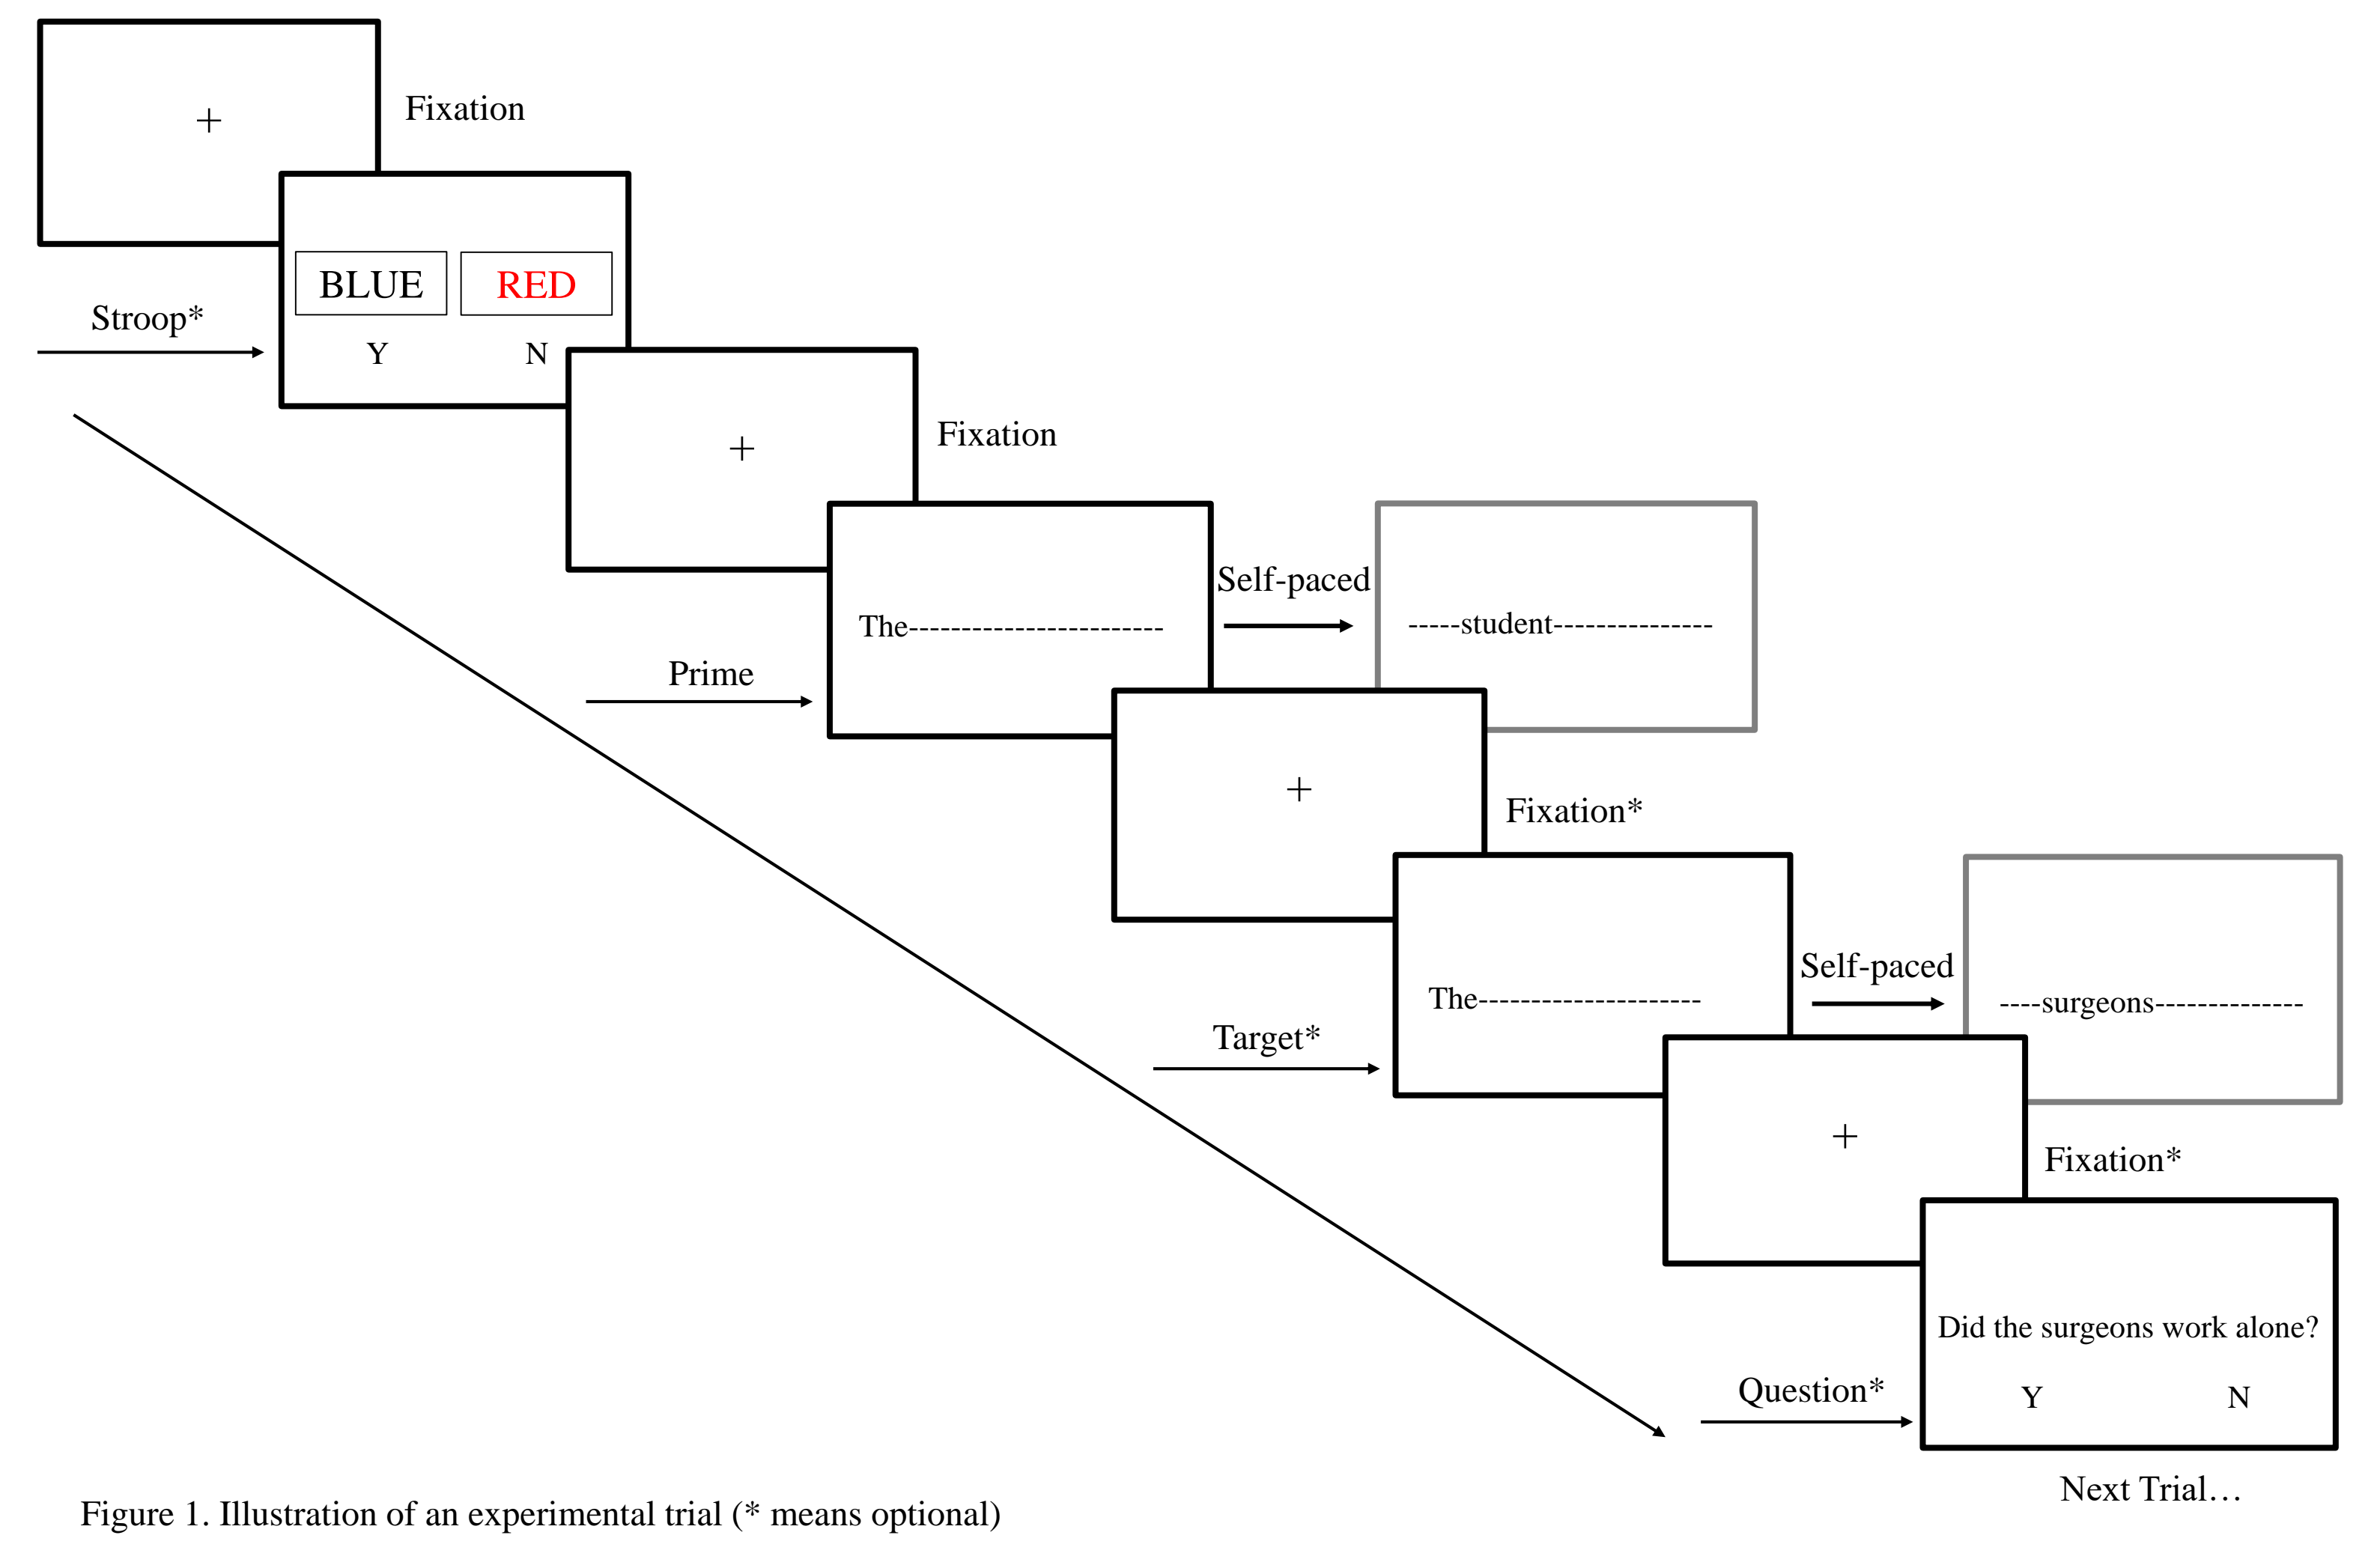 +
Fixation
BLUE RED
Stroop*
Y N
+
Fixation
Self-paced
The------------------------ -----student---------------
Prime
+
Fixation*
Self-paced
The--------------------- ----surgeons--------------
Target*
+
Fixation*
Did the surgeons work alone?
Question*
Y N
Next Trial…
Figure 1. Illustration of an experimental trial (* means optional)